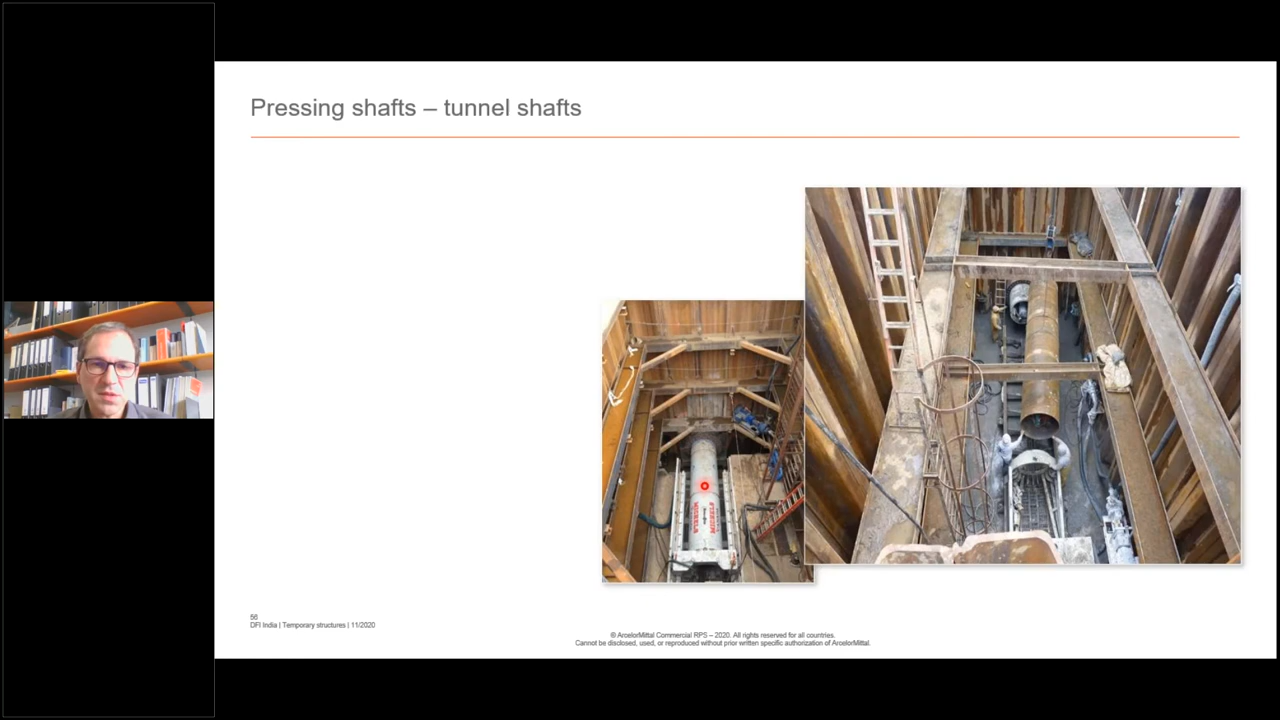 Pressing shafts – tunnel shafts
56
DFI India | Temporary structures | 11/2020
© ArcelorMittal Commercial RPS – 2020. All rights reserved for all countries.
Cannot be disclosed, used, or reproduced without prior written specific authorization of ArcelorMittal.